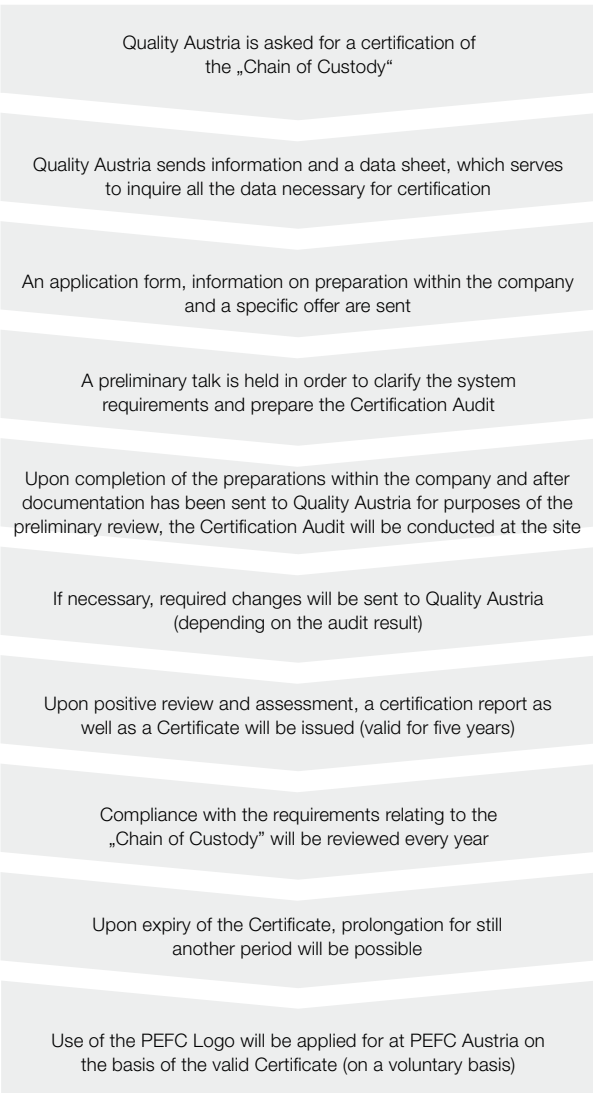 Quality Austria is asked for a certification of
the „Chain of Custody“
Quality Austria sends information and a data sheet, which serves
to inquire all the data necessary for certification
An application form, information on preparation within the company
and a specific offer are sent
A preliminary talk is held in order to clarify the system
requirements and prepare the Certification Audit
Upon completion of the preparations within the company and after
documentation has been sent to Quality Austria for purposes of the
preliminary review, the Certification Audit will be conducted at the site
If necessary, required changes will be sent to Quality Austria
(depending on the audit result)
Upon positive review and assessment, a certification report as
well as a Certificate will be issued (valid for five years)
Compliance with the requirements relating to the
„Chain of Custody” will be reviewed every year
Upon expiry of the Certificate, prolongation for still
another period will be possible
Use of the PEFC Logo will be applied for at PEFC Austria on
the basis of the valid Certificate (on a voluntary basis)